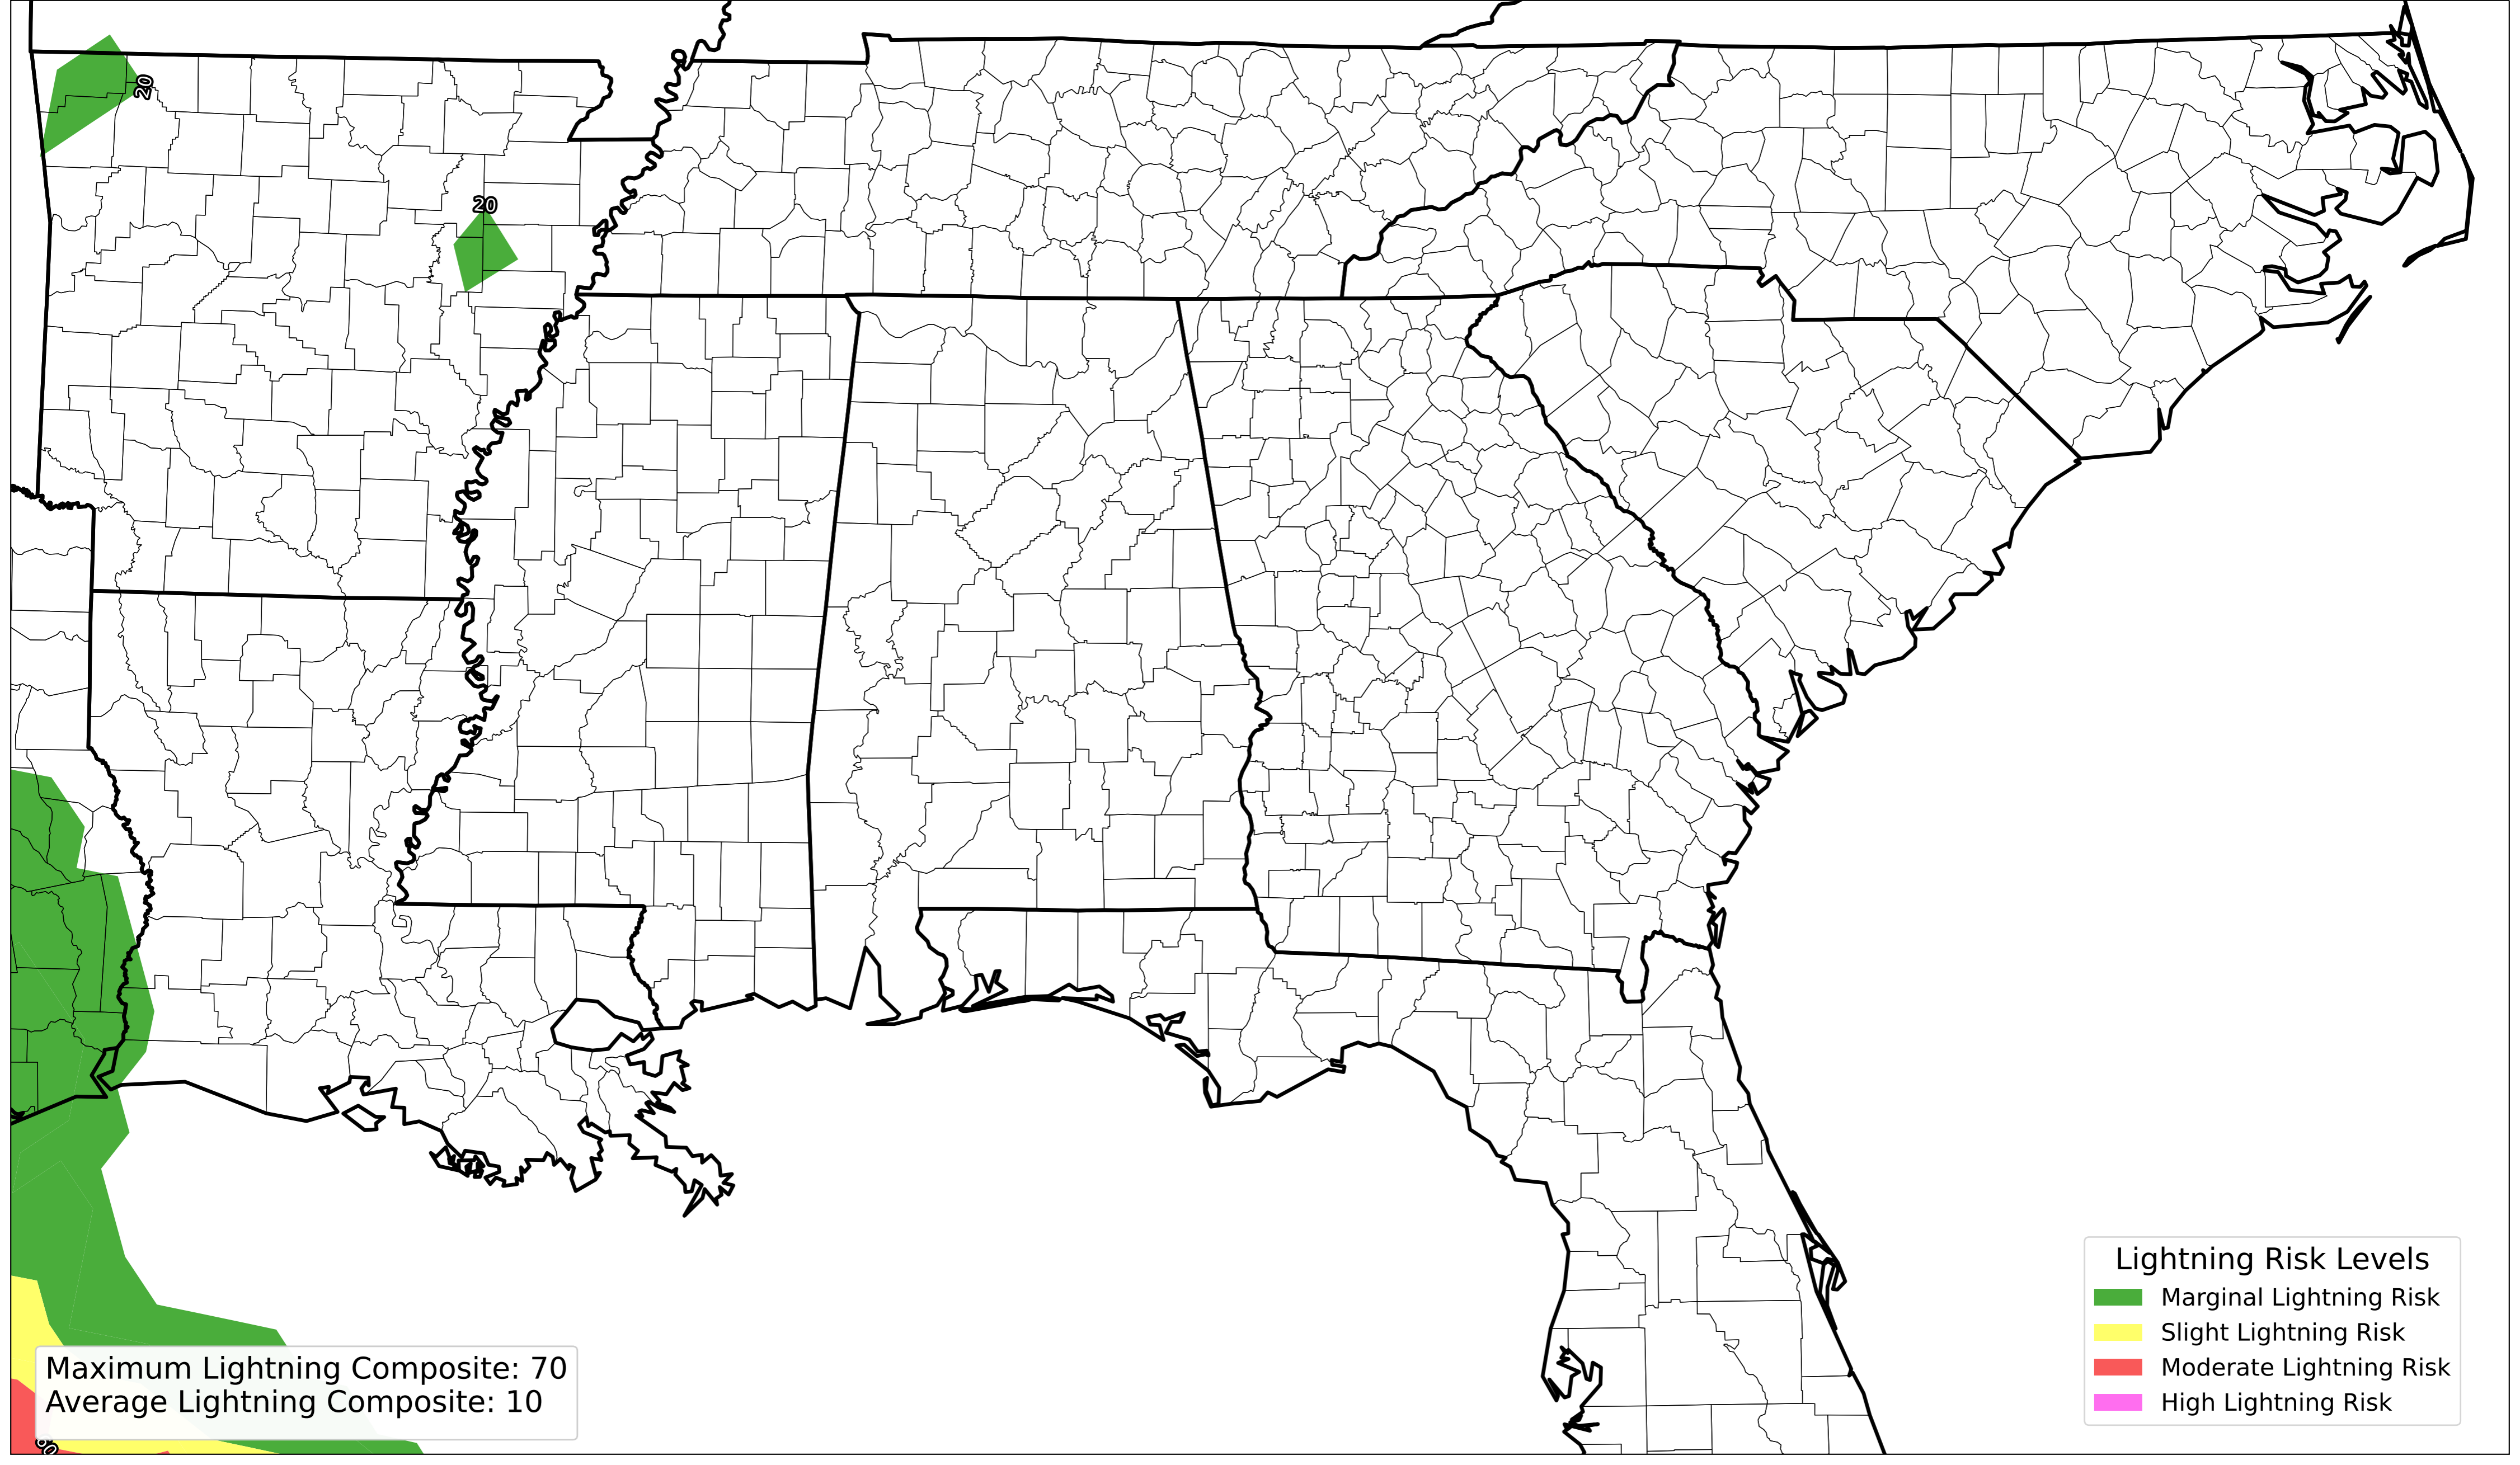 20
20
Lightning Risk Levels
Marginal Lightning Risk
Slight Lightning Risk
Moderate Lightning Risk
High Lightning Risk
Maximum Lightning Composite: 70
Average Lightning Composite: 10